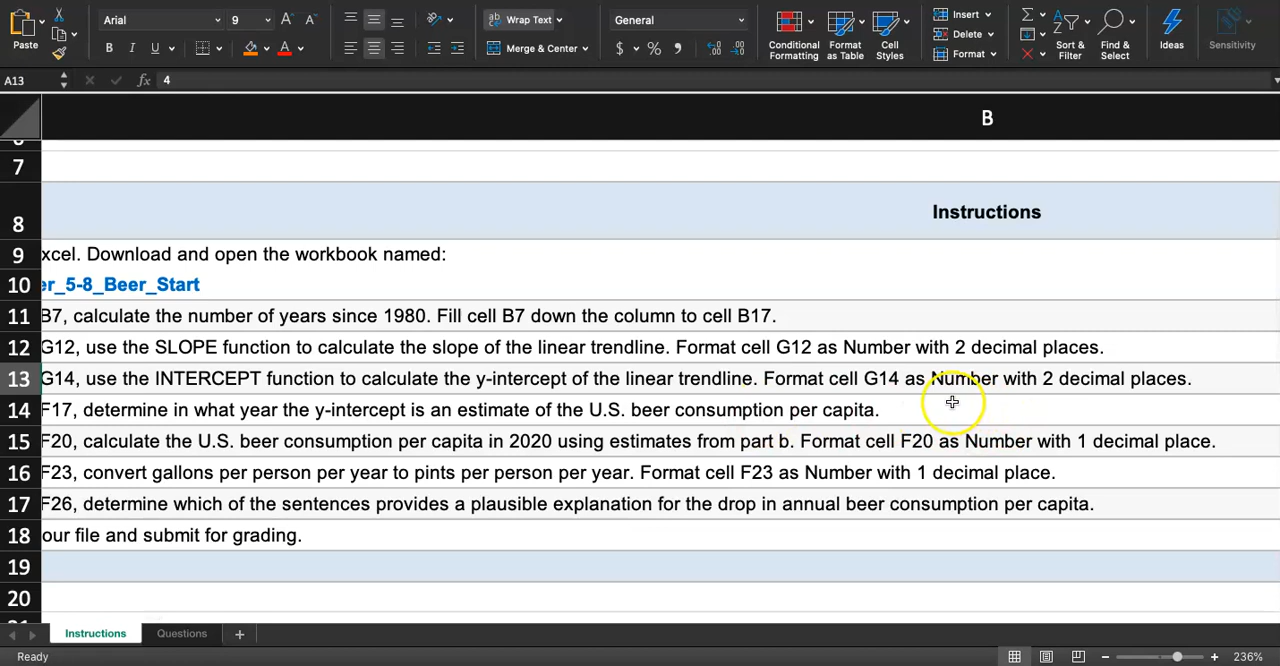 Paste
Arial
9
A^
A^
Wrap Text
General
B
I
U
A
Merge & Center
$
%
Conditional Formatting
Format as Table
Cell Styles
Insert
Delete
Format
Sort & Filter
Find & Select
Ideas
Sensitivity
A13
fx
4
B
7
8 Instructions
9 xcel. Download and open the workbook named:
10 er_5-8_Beer_Start
11 B7, calculate the number of years since 1980. Fill cell B7 down the column to cell B17.
12 G12, use the SLOPE function to calculate the slope of the linear trendline. Format cell G12 as Number with 2 decimal places.
13 G14, use the INTERCEPT function to calculate the y-intercept of the linear trendline. Format cell G14 as Number with 2 decimal places.
14 F17, determine in what year the y-intercept is an estimate of the U.S. beer consumption per capita.
15 F20, calculate the U.S. beer consumption per capita in 2020 using estimates from part b. Format cell F20 as Number with 1 decimal place.
16 F23, convert gallons per person per year to pints per person per year. Format cell F23 as Number with 1 decimal place.
17 F26, determine which of the sentences provides a plausible explanation for the drop in annual beer consumption per capita.
18 our file and submit for grading.
19
20
Instructions
Questions
+
Ready
236%